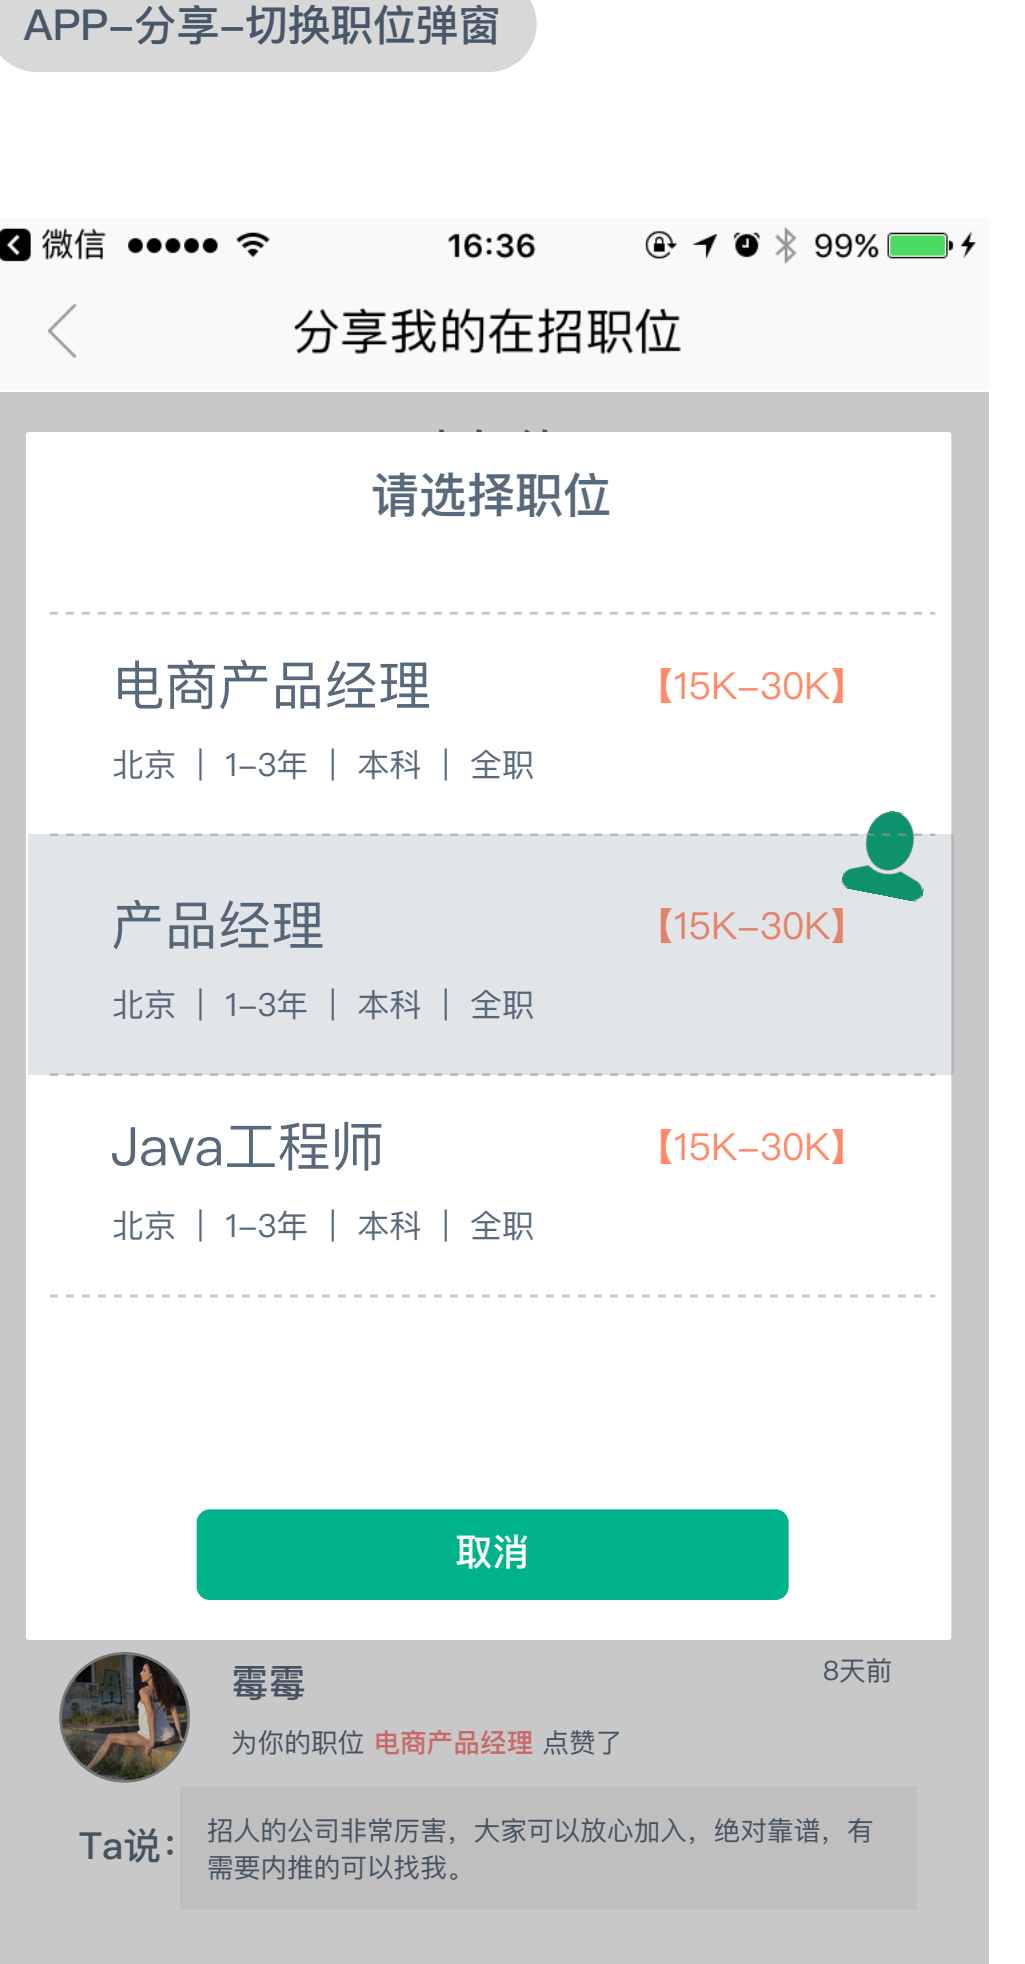 APP-分享-切换职位弹窗
微信 16:36 99%
分享我的在招职位
请选择职位
电商产品经理 【15K-30K】
北京 | 1-3年 | 本科 | 全职
产品经理 【15K-30K】
北京 | 1-3年 | 本科 | 全职
Java工程师 【15K-30K】
北京 | 1-3年 | 本科 | 全职
取消
霉霉 8天前
为你的职位 电商产品经理 点赞了
Ta说：
招人的公司非常厉害，大家可以放心加入，绝对靠谱，有
需要内推的可以找我。